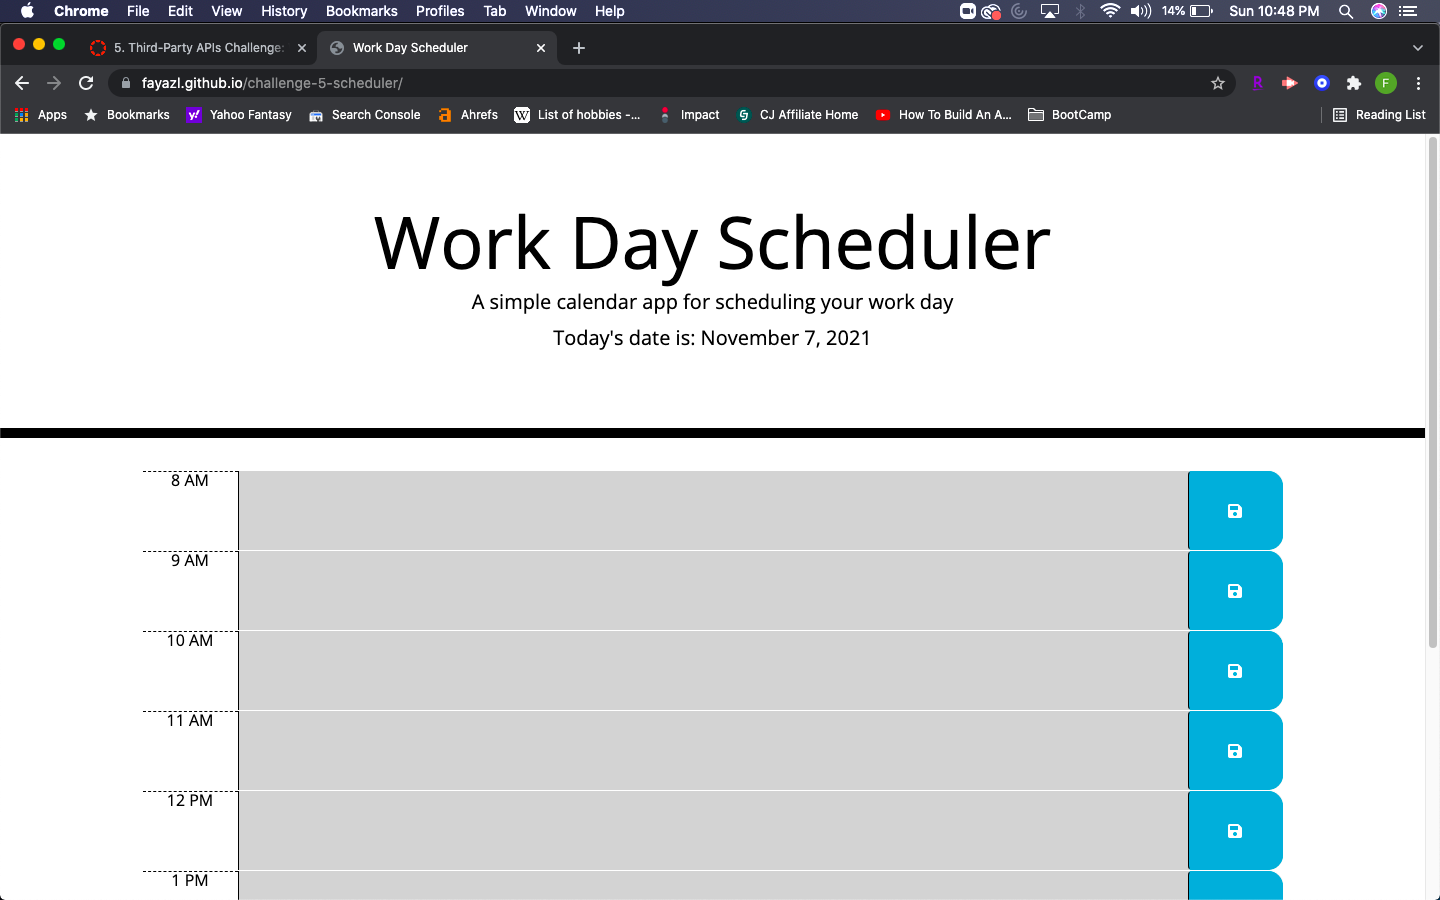 Chrome File Edit View History Bookmarks Profiles Tab Window Help 14% Sun 10:48 PM
5. Third-Party APIs Challenge: Work Day Scheduler
fayazl.github.io/challenge-5-scheduler/ F
Apps Bookmarks Yahoo Fantasy Search Console Ahrefs List of hobbies -... Impact CJ Affiliate Home How To Build An A... BootCamp Reading List
Work Day Scheduler
A simple calendar app for scheduling your work day
Today's date is: November 7, 2021
8 AM
9 AM
10 AM
11 AM
12 PM
1 PM